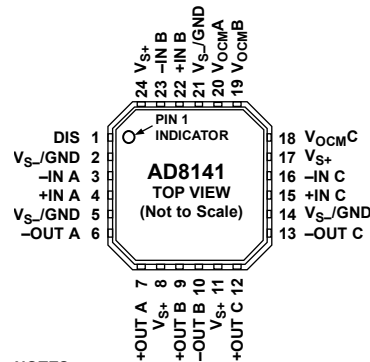 24 VS+
23 –IN B
22 +IN B
21 VS–/GND
20 VOCMA
19 VOCMB
PIN 1
INDICATOR
DIS 1
VS–/GND 2
–IN A 3
+IN A 4
VS–/GND 5
–OUT A 6
AD8141
TOP VIEW
(Not to Scale)
18 VOCMC
17 VS+
16 –IN C
15 +IN C
14 VS–/GND
13 –OUT C
+OUT A 7
VS+ 8
+OUT B 9
–OUT B 10
VS+ 11
+OUT C 12